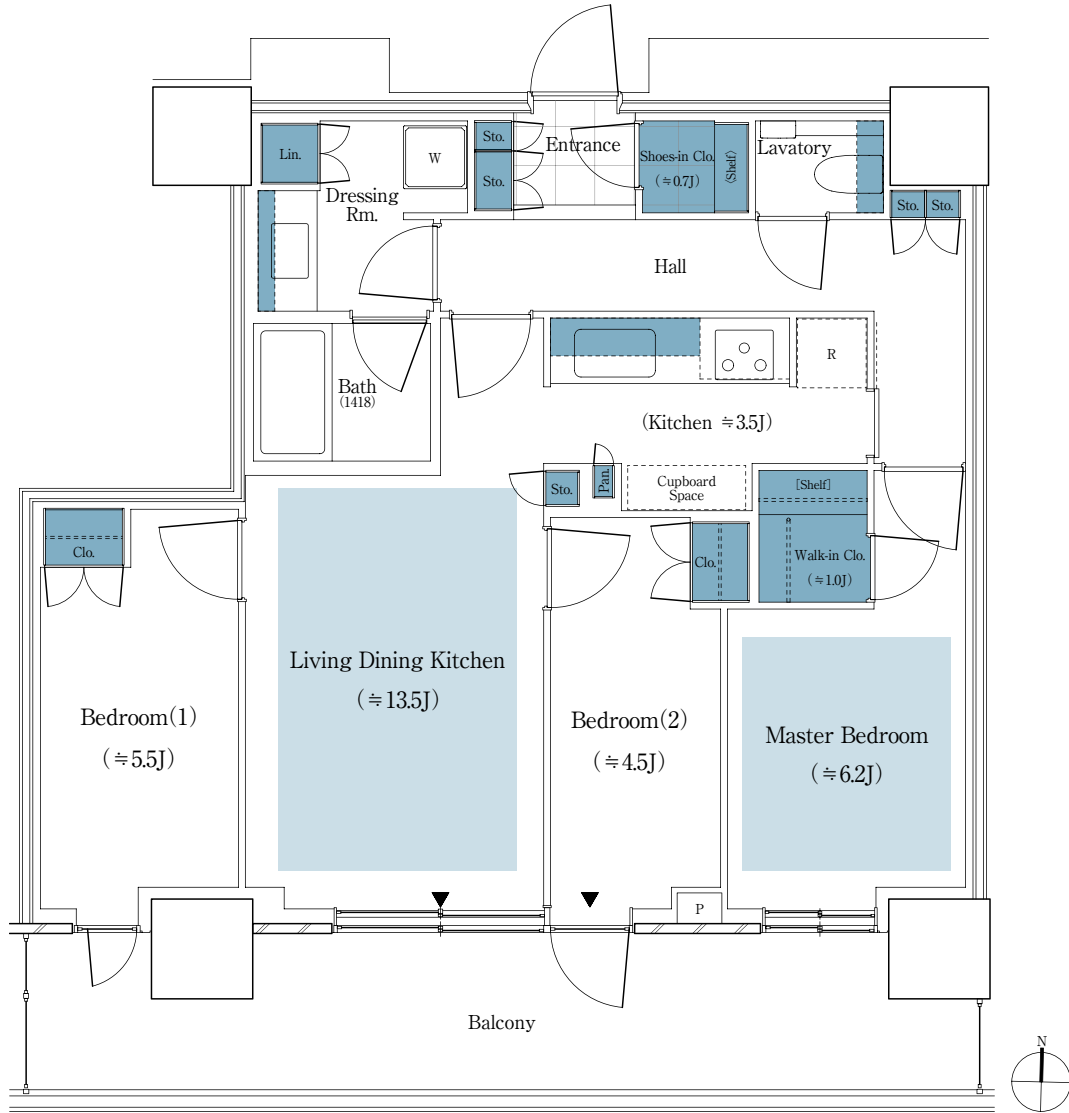 Lin.
W
Sto.
Sto.
Entrance
Shoes-in Clo.
(≒0.7J)
〈Shelf〉
Lavatory
Dressing
Rm.
Sto.
Sto.
Hall
R
Bath
(1418)
(Kitchen ≒3.5J)
Sto.
Pan.
Cupboard
Space
[Shelf]
Walk-in Clo.
(≒1.0J)
Clo.
Clo.
Living Dining Kitchen
(≒13.5J)
Bedroom(1)
(≒5.5J)
Bedroom(2)
(≒4.5J)
Master Bedroom
(≒6.2J)
P
Balcony
N